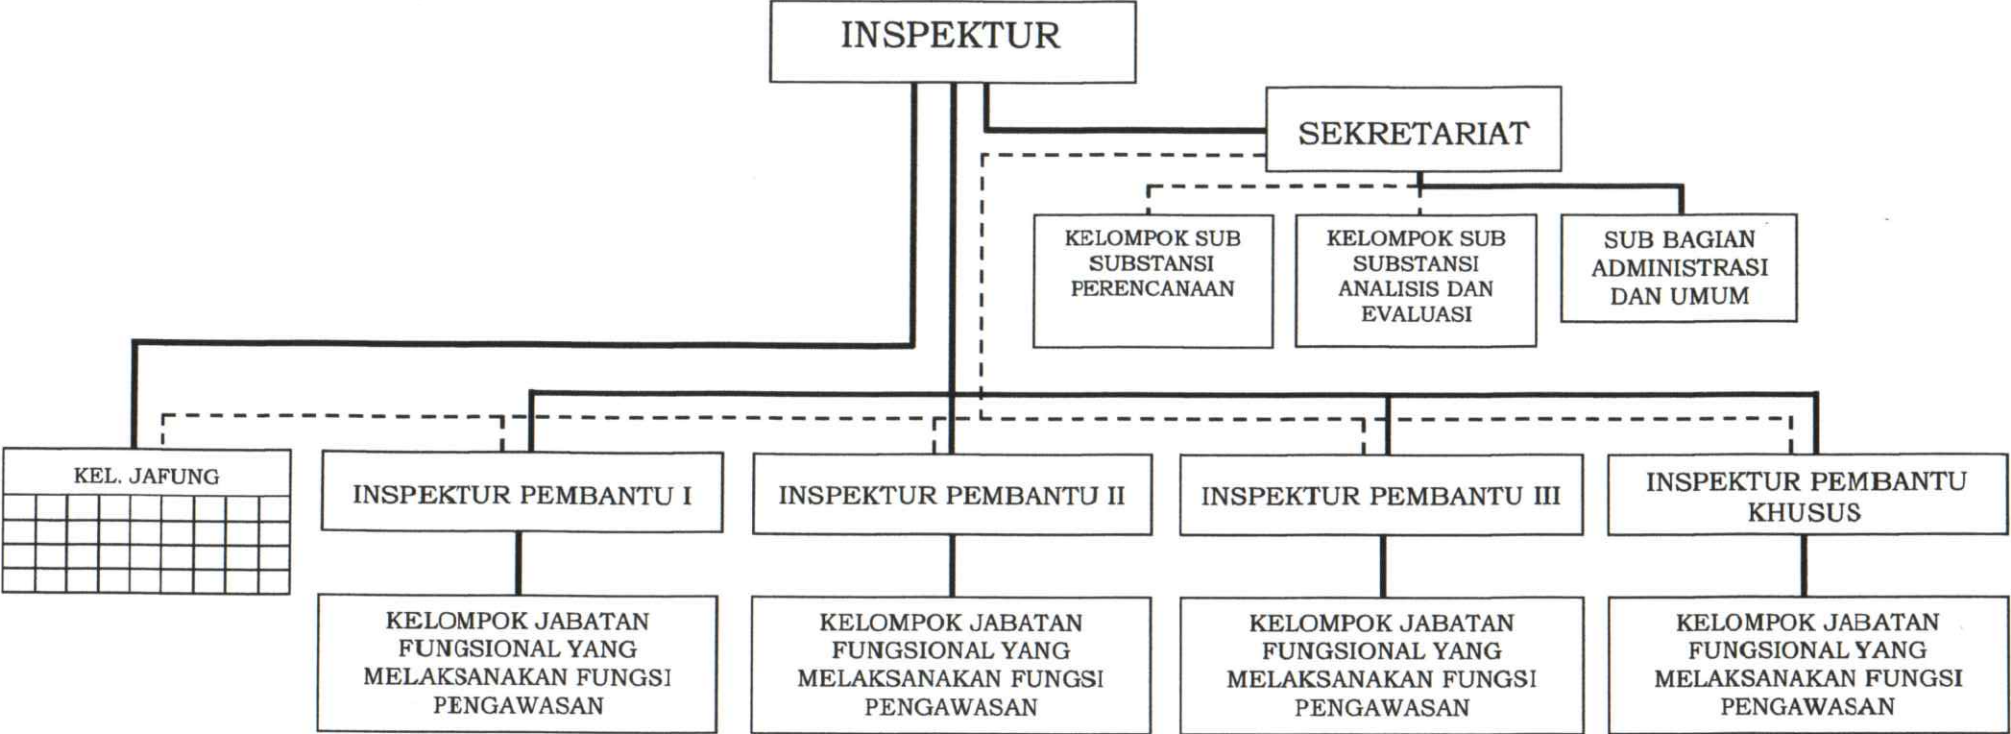 INSPEKTUR
SEKRETARIAT
KELOMPOK SUB
SUBSTANSI
PERENCANAAN
KELOMPOK SUB
SUBSTANSI
ANALISIS DAN
EVALUASI
SUB BAGIAN
ADMINISTRASI
DAN UMUM
KEL. JAFUNG
INSPEKTUR PEMBANTU I
INSPEKTUR PEMBANTU II
INSPEKTUR PEMBANTU III
INSPEKTUR PEMBANTU
KHUSUS
KELOMPOK JABATAN
FUNGSIONAL YANG
MELAKSANAKAN FUNGSI
PENGAWASAN
KELOMPOK JABATAN
FUNGSIONAL YANG
MELAKSANAKAN FUNGSI
PENGAWASAN
KELOMPOK JABATAN
FUNGSIONAL YANG
MELAKSANAKAN FUNGSI
PENGAWASAN
KELOMPOK JABATAN
FUNGSIONAL YANG
MELAKSANAKAN FUNGSI
PENGAWASAN